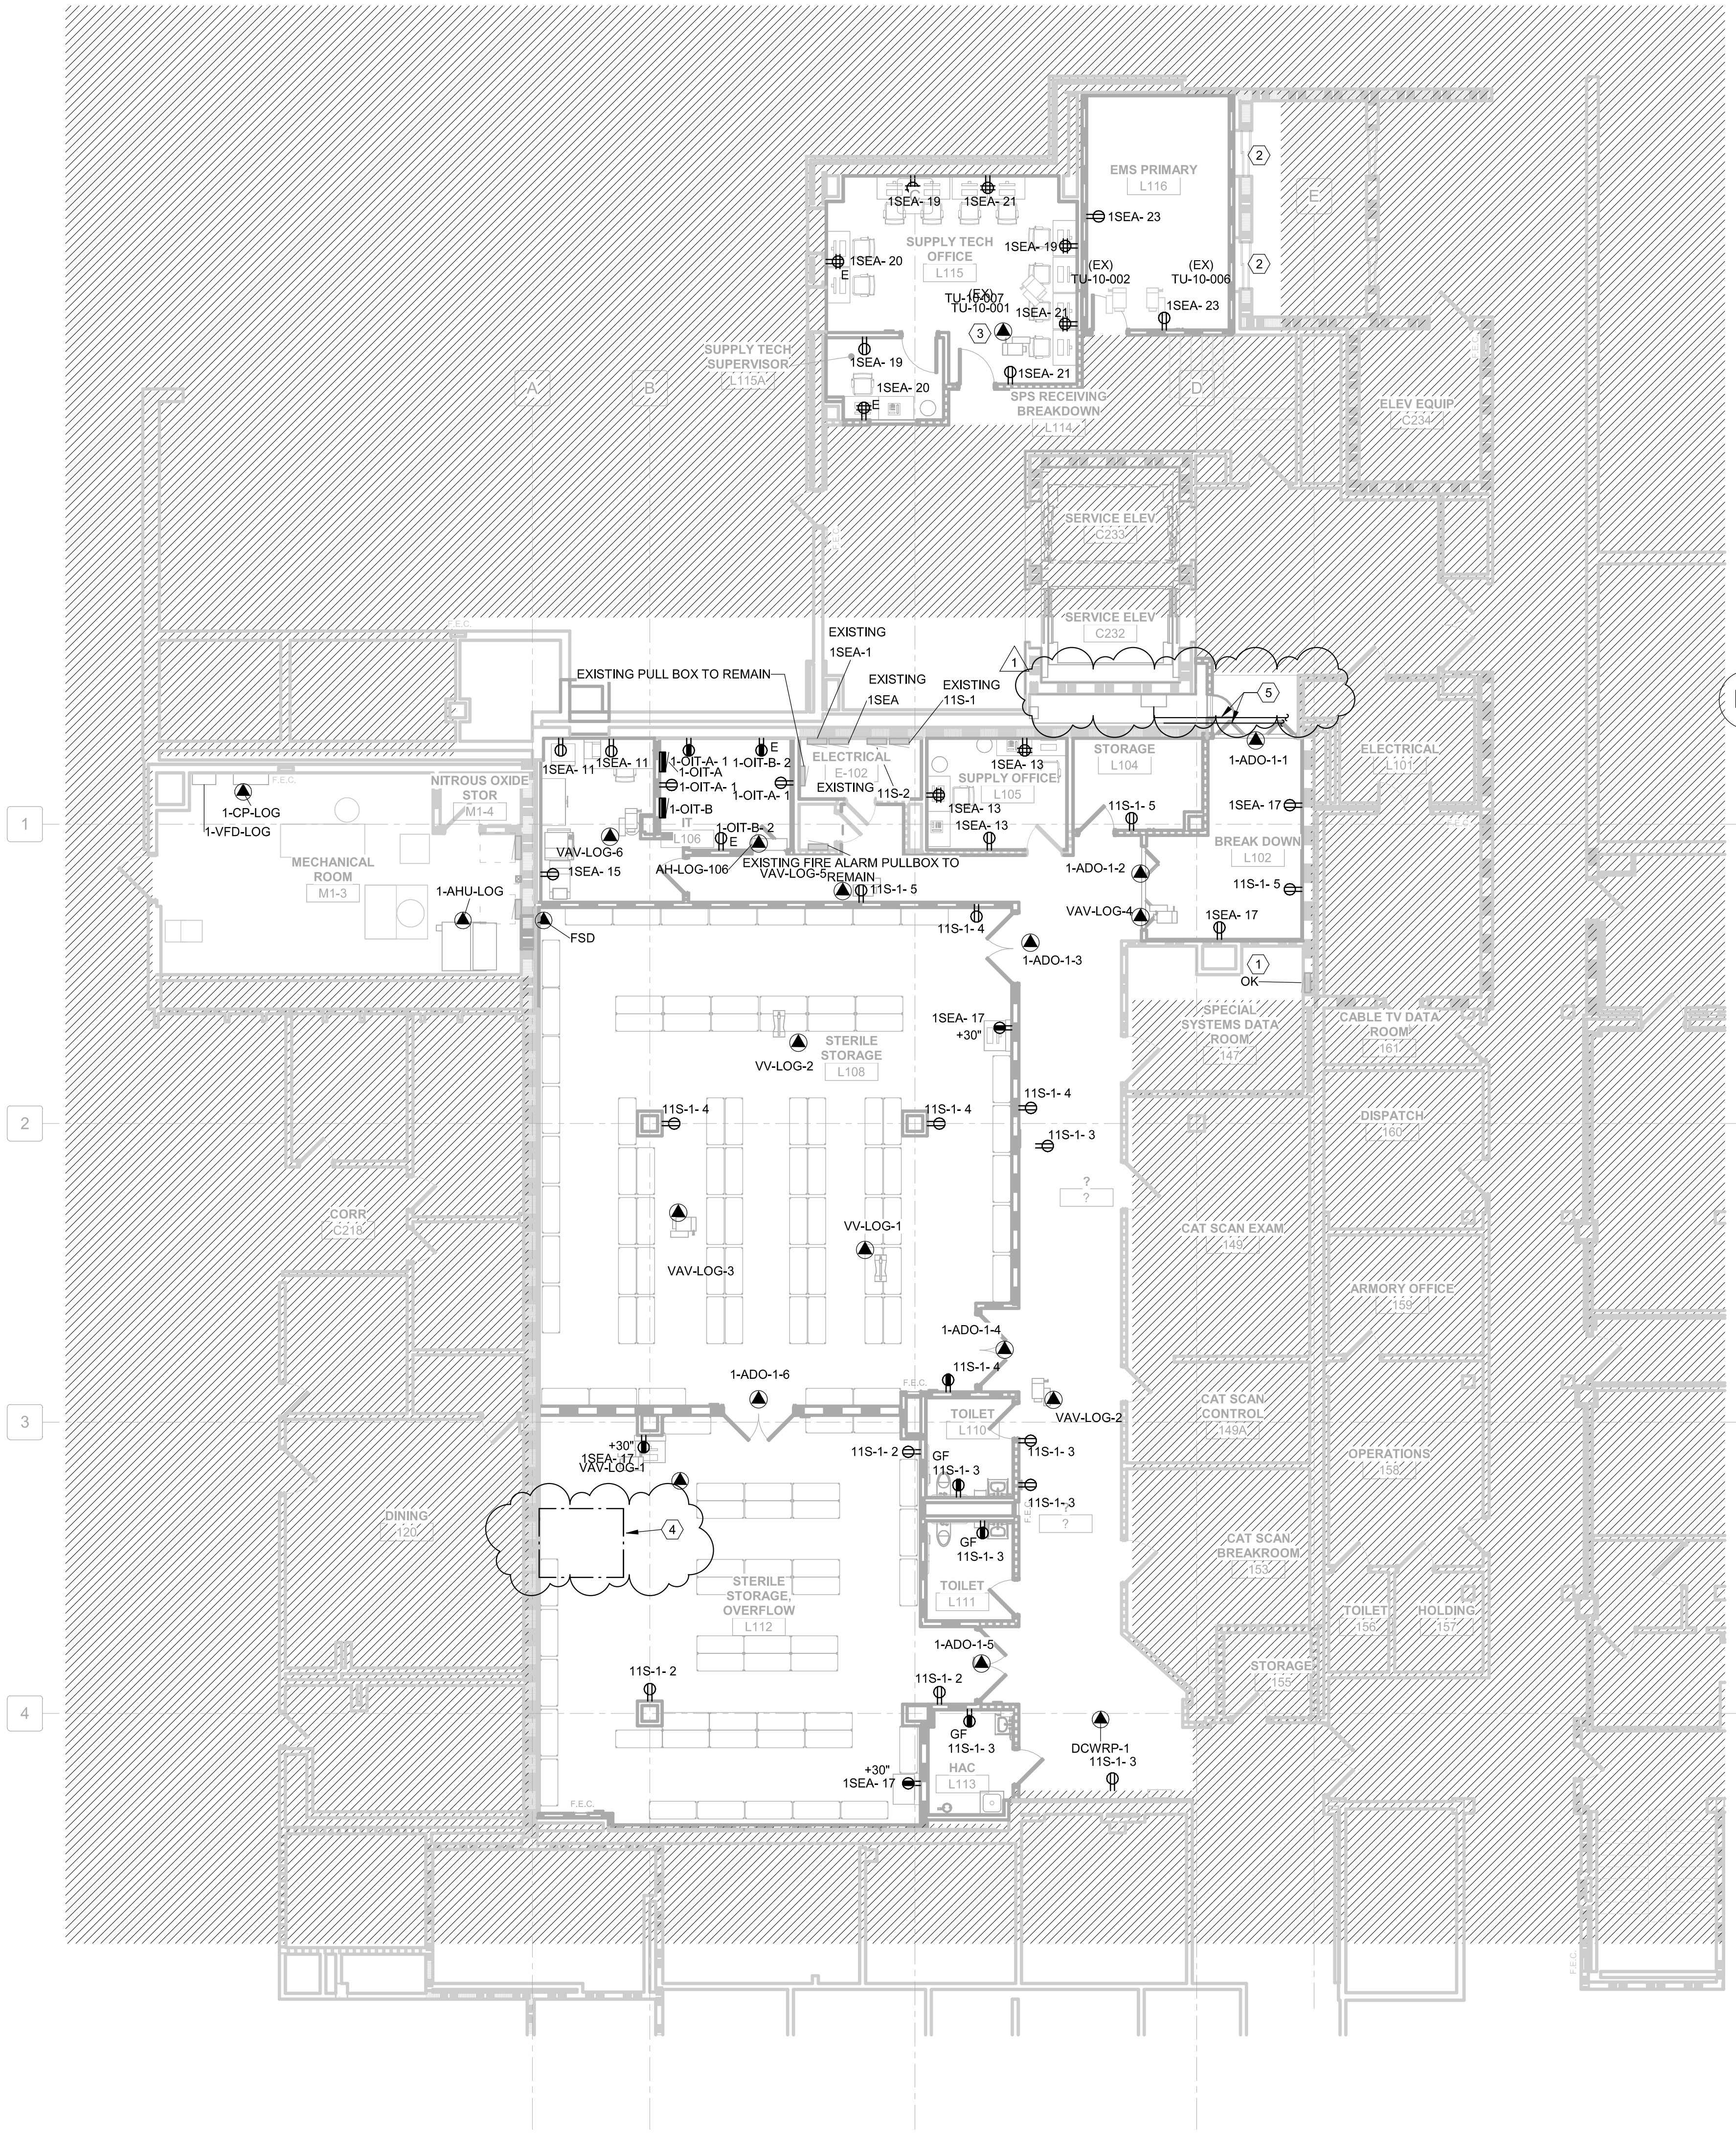 EMS PRIMARY
L116
2
E
1SEA- 19
1SEA- 21
1SEA- 23
SUPPLY TECH
OFFICE
L115
1SEA- 19
1SEA- 20
E
(EX)
TU-10-002
(EX)
TU-10-006
2
(EX)
TU-10-007
TU-10-001
1SEA- 21
1SEA- 23
3
SUPPLY TECH
SUPERVISOR
L115A
1SEA- 19
1SEA- 20
E
1SEA- 21
A
B
D
SPS RECEIVING
BREAKDOWN
L114
ELEV EQUIP
C234
F.E.C.
SERVICE ELEV
C233
SERVICE ELEV
C232
F.E.C.
EXISTING
1SEA-1
1
EXISTING PULL BOX TO REMAIN
EXISTING
1SEA
EXISTING
11S-1
5
1SEA- 11
1SEA- 11
1-OIT-A- 1
1-OIT-A
1-OIT-A- 1
1-OIT-B
E
1-OIT-B- 2
1-OIT-A- 1
1-OIT-B- 2
E
IT
L106
ELECTRICAL
E-102
EXISTING
11S-2
1SEA- 13
SUPPLY OFFICE
L105
1SEA- 13
1SEA- 13
STORAGE
L104
11S-1- 5
1-ADO-1-1
1SEA- 17
ELECTRICAL
L101
F.E.C.
NITROUS OXIDE
STOR
M1-4
1-CP-LOG
1-VFD-LOG
1
MECHANICAL
ROOM
M1-3
1-AHU-LOG
VAV-LOG-6
1SEA- 15
AH-LOG-106
EXISTING FIRE ALARM PULLBOX TO
REMAIN
VAV-LOG-5
11S-1- 5
BREAK DOWN
L102
1-ADO-1-2
11S-1- 5
VAV-LOG-4
1SEA- 17
FSD
11S-1- 4
1-ADO-1-3
1
OK
1SEA- 17
+30"
STERILE
STORAGE
L108
VV-LOG-2
SPECIAL
SYSTEMS DATA
ROOM
147
CABLE TV DATA
ROOM
161
2
11S-1- 4
11S-1- 4
11S-1- 4
11S-1- 3
DISPATCH
160
?
?
CORR
C218
VV-LOG-1
VAV-LOG-3
CAT SCAN EXAM
149
ARMORY OFFICE
159
1-ADO-1-4
1-ADO-1-6
11S-1- 4
F.E.C.
3
TOILET
L110
VAV-LOG-2
CAT SCAN
CONTROL
149A
+30"
1SEA- 17
VAV-LOG-1
11S-1- 2
GF
11S-1- 3
11S-1- 3
11S-1- 3
OPERATIONS
158
DINING
120
4
F.E.C.
?
?
GF
11S-1- 3
CAT SCAN
BREAKROOM
153
STERILE
STORAGE,
OVERFLOW
L112
TOILET
L111
TOILET
156
HOLDING
157
1-ADO-1-5
11S-1- 2
11S-1- 2
STORAGE
155
4
GF
11S-1- 3
DCWRP-1
11S-1- 3
HAC
L113
+30"
1SEA- 17
F.E.C.
F.E.C.